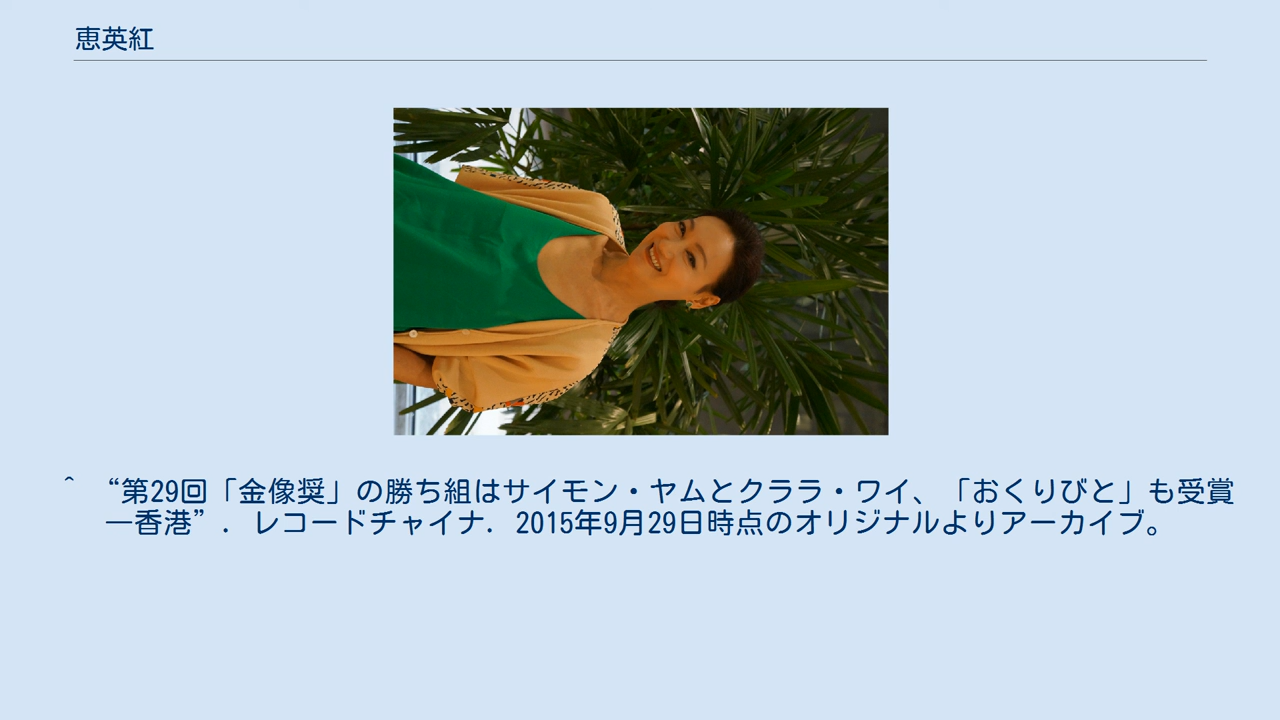 恵英紅
^ “第29回「金像奨」の勝ち組はサイモン・ヤムとクララ・ワイ、「おくりびと」も受賞
―香港”. レコードチャイナ. 2015年9月29日時点のオリジナルよりアーカイブ。